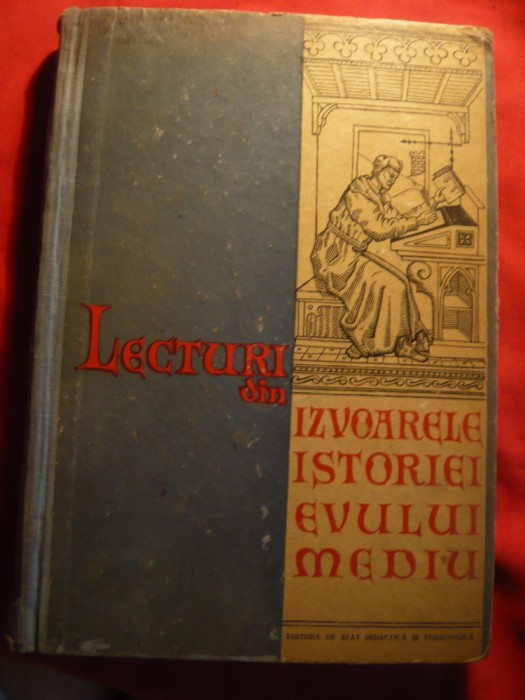 LECTURI
din
IZVOARELE
ISTORIEI
EVULUI
MEDIU
EDITURA DE STAT DIDACTICĂ ȘI PEDAGOGICĂ